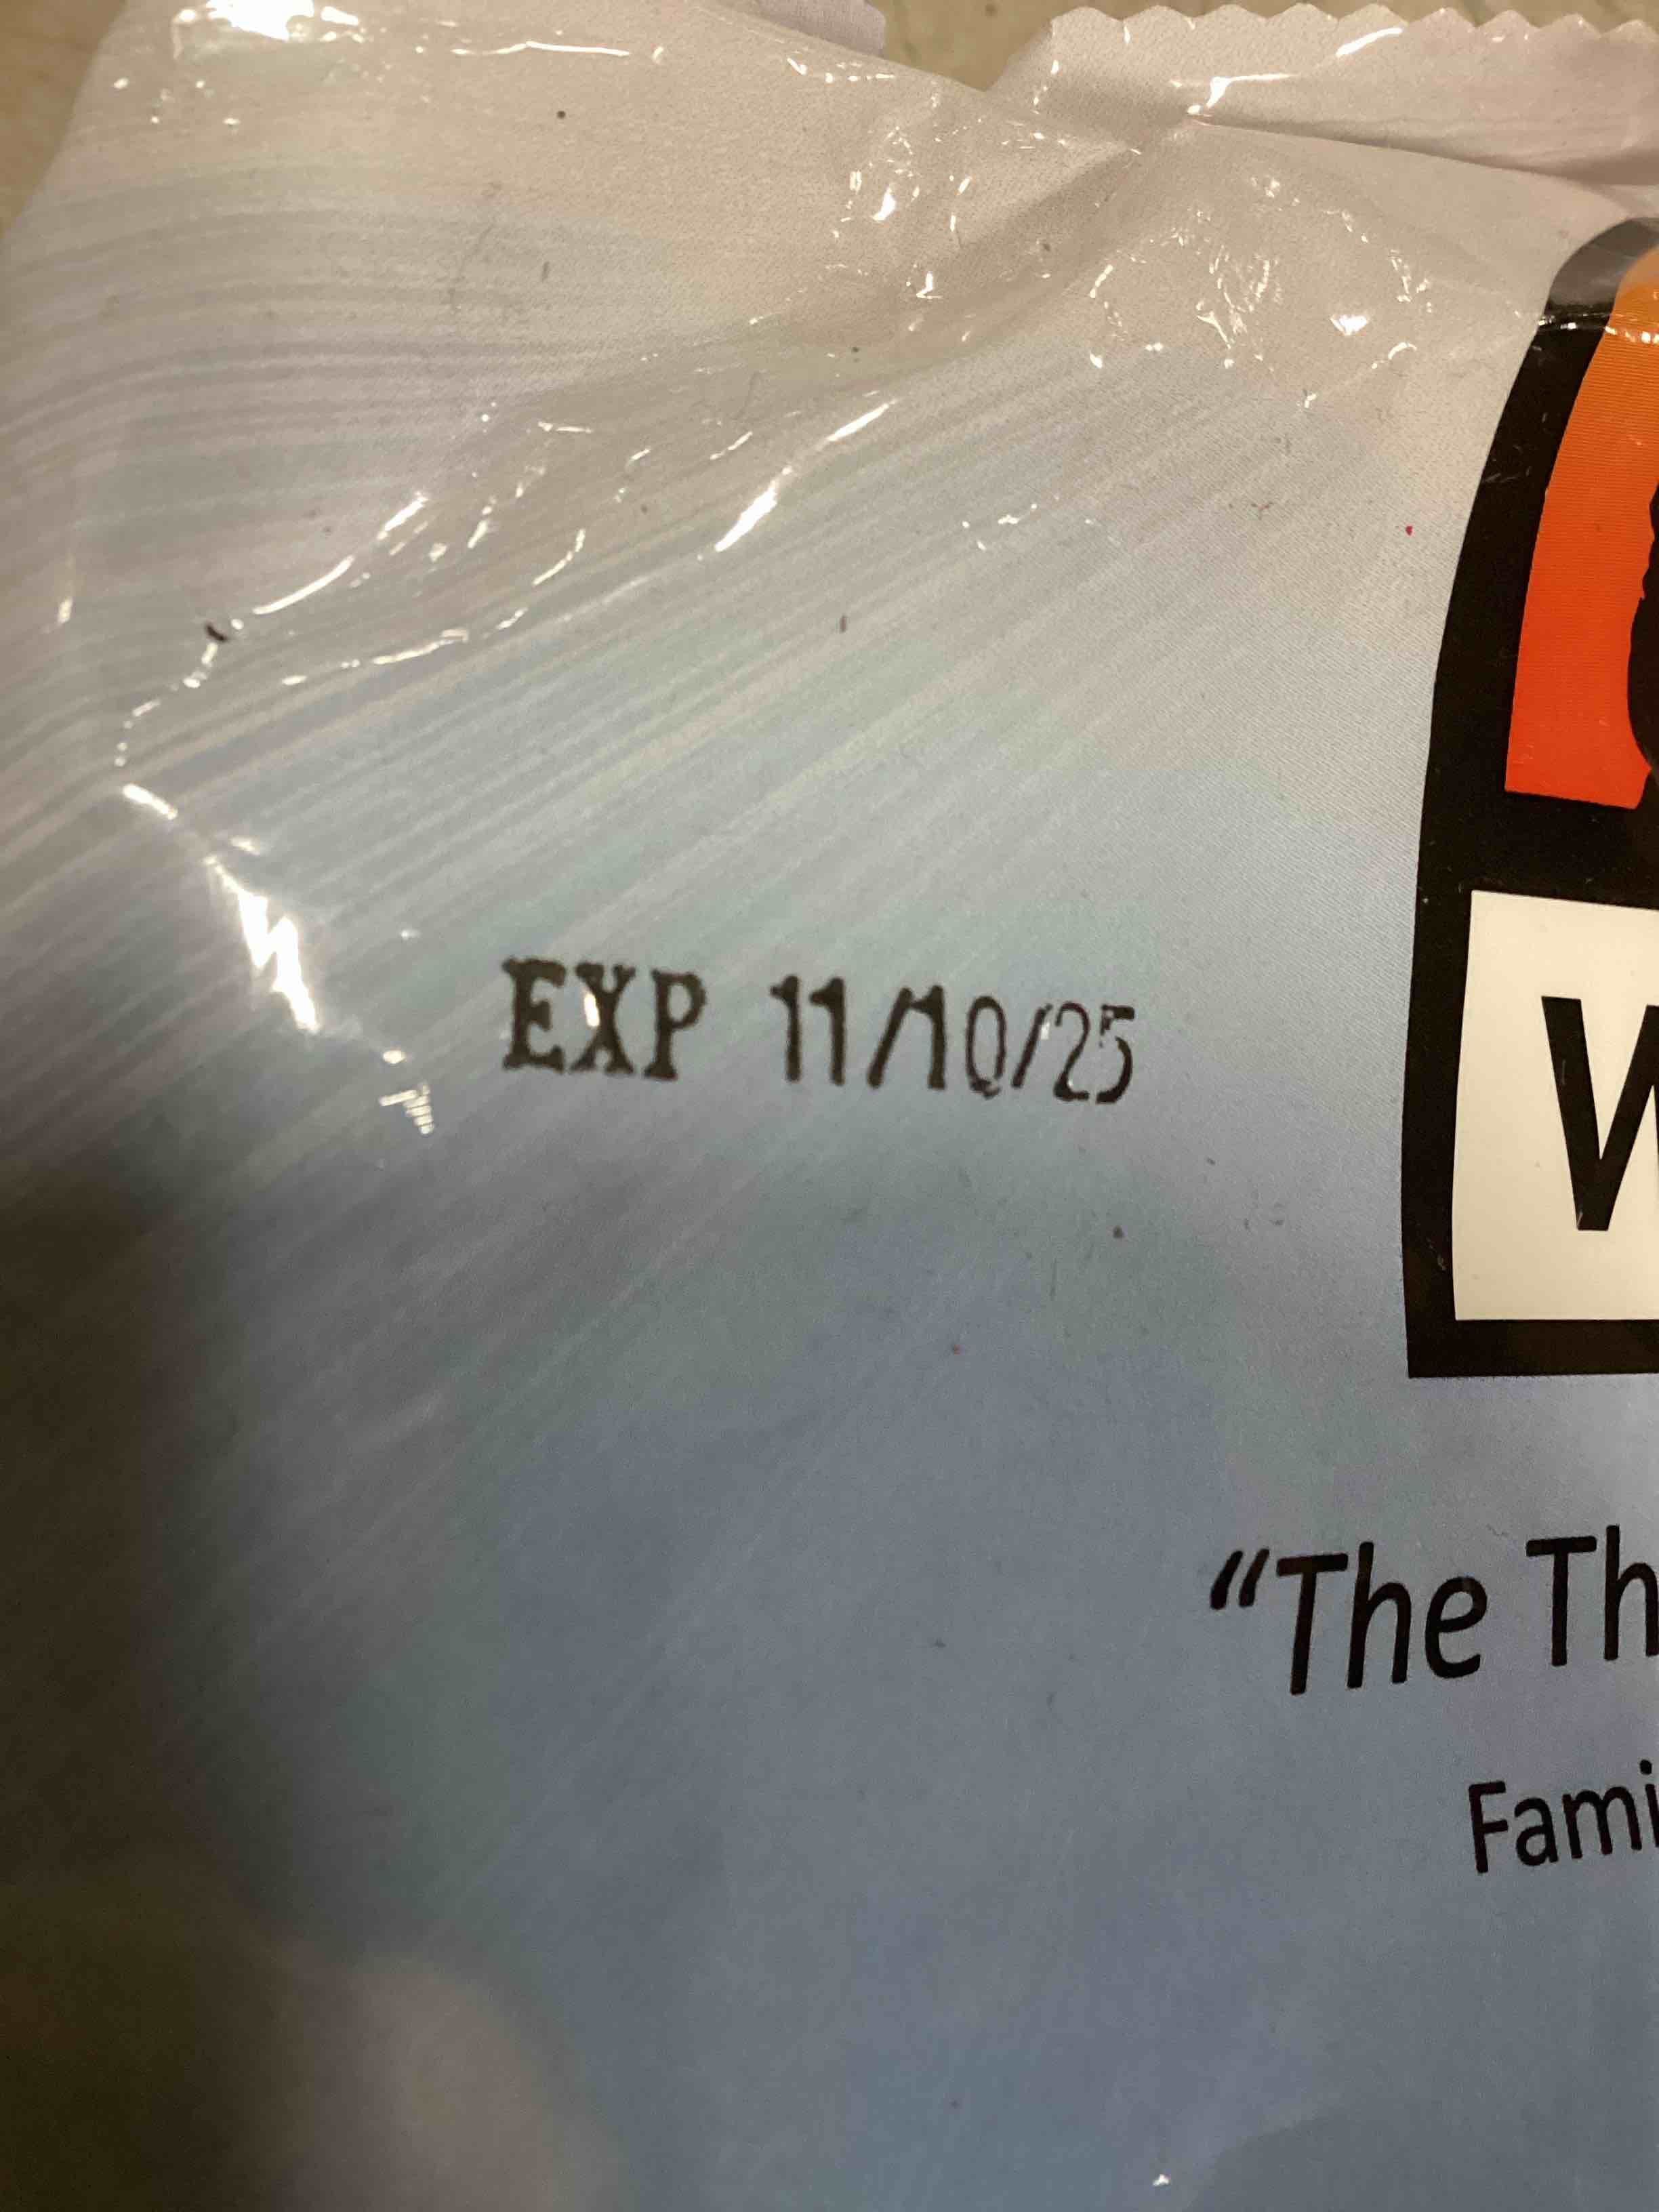 EXP 11/10/25
W
“The Th
Fami